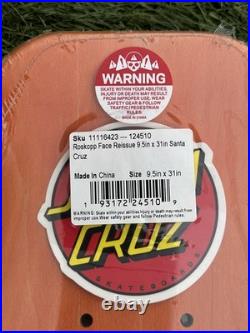 WARNING
SKATE WITHIN YOUR ABILITIES.
INJURY OR DEATH MAY RESULT
FROM IMPROPER USE. WEAR
SAFETY GEAR & FOLLOW
TRAFFIC/PEDESTRIAN
RULES.
MADE IN CHINA
Sku 11116423 --- 124510
Roskopp Face Reissue 9.5in x 31in Santa
Cruz
Made In China Size 9.5in x 31in
1 93172 24510 9
WARNING: Skate within your abilities. Injury or death may result from
improper use. Wear safety gear and follow Pedestrian rules.
CRUZ
SKATEBOARDS